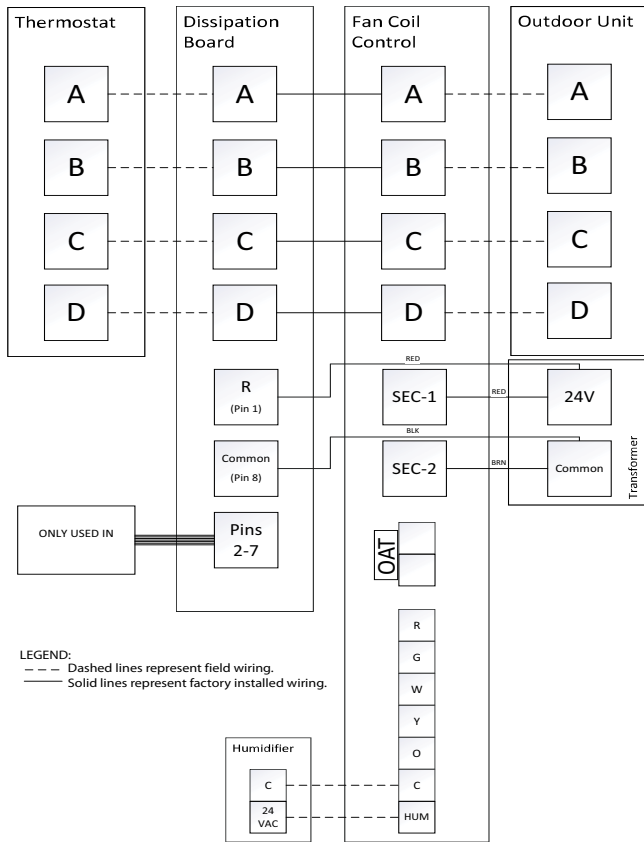 Thermostat
Dissipation
Board
Fan Coil
Control
Outdoor Unit
A
A
A
A
B
B
B
B
C
C
C
C
D
D
D
D
RED
R
(Pin 1)
SEC-1
RED
24V
BLK
Common
(Pin 8)
SEC-2
BRN
Common
Transformer
ONLY USED IN
Pins
2-7
OAT
R
G
W
Y
O
C
HUM
LEGEND:
Dashed lines represent field wiring.
Solid lines represent factory installed wiring.
Humidifier
C
24
VAC